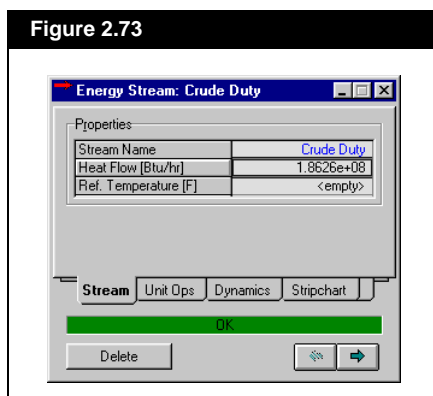 Figure 2.73
Energy Stream: Crude Duty
Properties
Stream Name Crude Duty
Heat Flow [Btu/hr] 1.8626e+08
Ref. Temperature [F] <empty>
Stream Unit Ops Dynamics Stripchart
OK
Delete